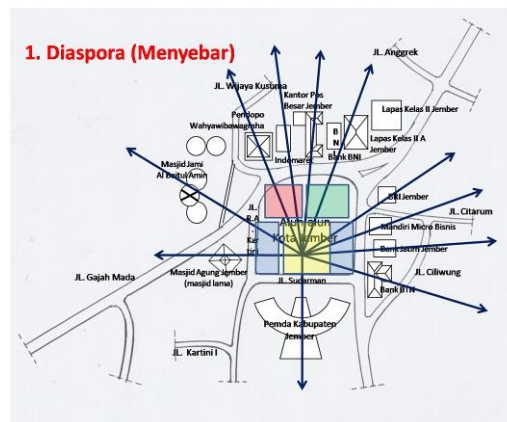 1. Diaspora (Menyebar)
JL. Anggrek
JL. Wijaya Kusuma
Kantor Pos
Besar Jember
Lapas Kelas II Jember
Pendopo
Wahyawibawagraha
B
N
I
Lapas Kelas II A
Jember
Indomaret
Bank BNI
Masjid Jami
Al Baitul Amin
BRI Jember
JL. Citarum
JL.
R.A
Kar
Alun-alun
Kota Jember
Mandiri Micro Bisnis
Bank Jatim Jember
JL. Ciliwung
JL. Gajah Mada
Masjid Agung Jember
(masjid lama)
JL. Sudarman
Bank BTN
Pemda Kabupaten
Jember
JL. Kartini I